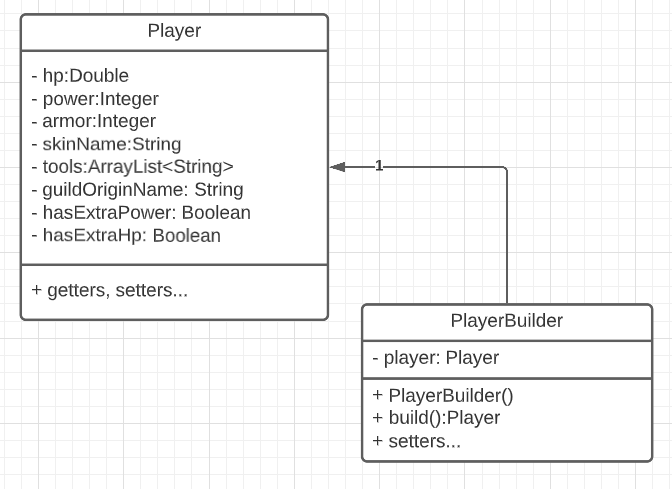 Player
- hp:Double
- power:Integer
- armor:Integer
- skinName:String
- tools:ArrayList<String>
- guildOriginName: String
- hasExtraPower: Boolean
- hasExtraHp: Boolean
+ getters, setters...
1
PlayerBuilder
- player: Player
+ PlayerBuilder()
+ build():Player
+ setters...